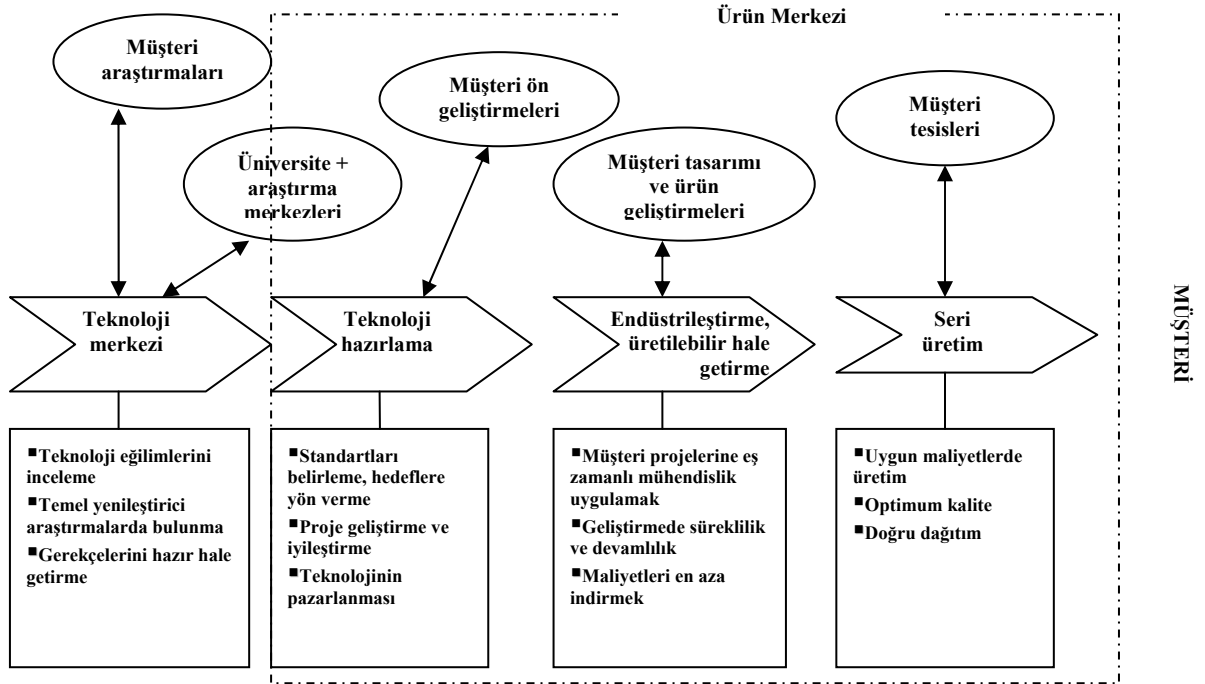 Ürün Merkezi
Müşteri
araştırmaları
Müşteri ön
geliştirmeleri
Müşteri
tesisleri
Üniversite +
araştırma
merkezleri
Müşteri tasarımı
ve ürün
geliştirmeleri
Teknoloji
merkezi
Teknoloji
hazırlama
Endüstrileştirme,
üretilebilir hale
getirme
Seri
üretim
MÜŞTERİ
▪Teknoloji eğilimlerini
inceleme
▪Temel yenileştirici
araştırmalarda bulunma
▪Gerekçelerini hazır hale
getirme
▪Standartları
belirleme, hedeflere
yön verme
▪Proje geliştirme ve
iyileştirme
▪Teknolojinin
pazarlanması
▪Müşteri projelerine eş
zamanlı mühendislik
uygulamak
▪Geliştirmede süreklilik
ve devamlılık
▪Maliyetleri en aza
indirmek
▪Uygun maliyetlerde
üretim
▪Optimum kalite
▪Doğru dağıtım